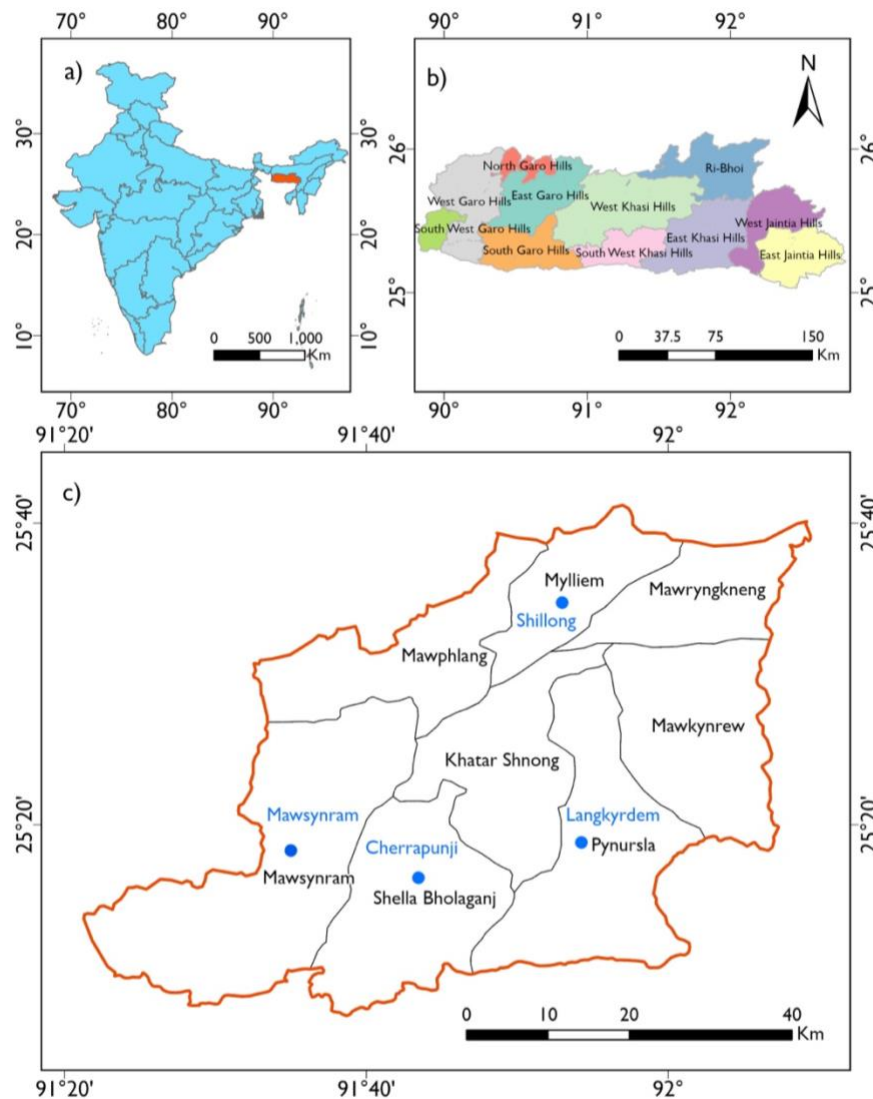 70° 80° 90°
a)
30°
20°
10°
30°
20°
10°
0 500 1,000
Km
70° 80° 90°
90° 91° 92° 92
b)
N
26°
25°
26°
25°
North Garo Hills
Ri-Bhoi
East Garo Hills
West Garo Hills
West Khasi Hills
West Jaintia Hills
South West Garo Hills
East Khasi Hills
South Garo Hills
South West Khasi Hills
East Jaintia Hills
0 37.5 75 150
Km
90° 91° 92°
91°20' 91°40' 92°
c)
25°40'
25°20'
25°40'
25°20'
Mylliem
Shillong
Mawryngkneng
Mawphlang
Mawkynrew
Khatar Shnong
Mawsynram
Langkyrdem
Cherrapunji
Pynursla
Mawsynram
Shella Bholaganj
0 10 20 40
Km
91°20' 91°40' 92°